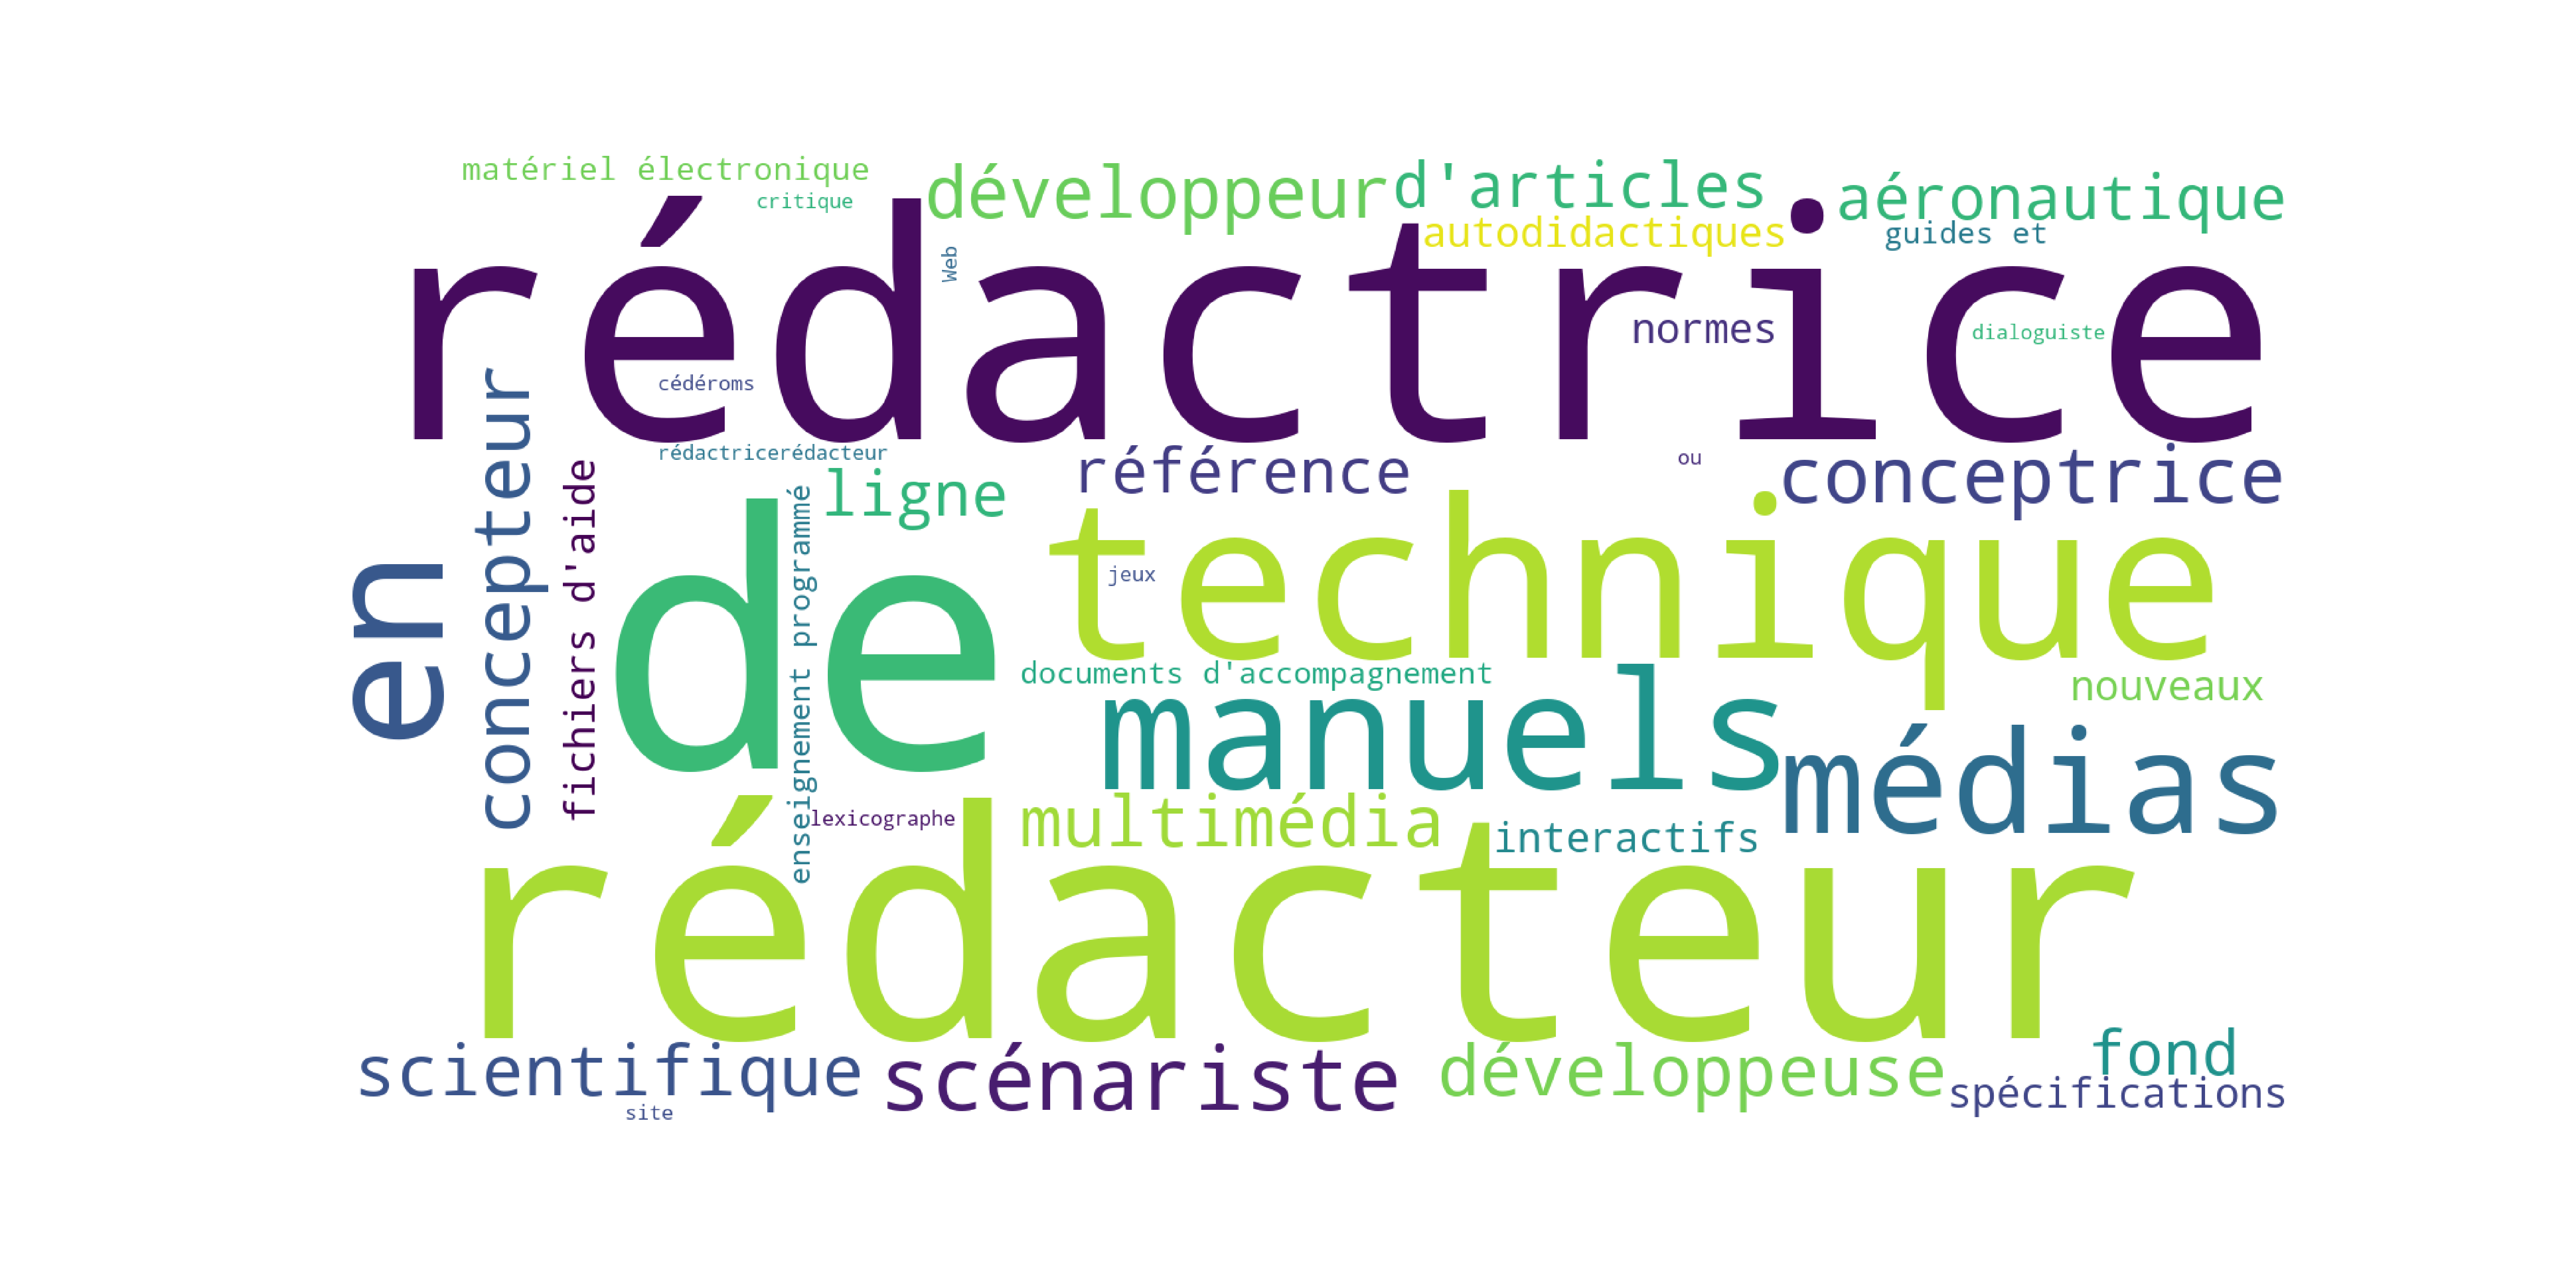 matériel électronique
critique
développeur
d'articles
aéronautique
autodidactiques
guides et
Web
rédactrice
normes
dialoguiste
cédéroms
concepteur
rédactricerédacteur
fichiers d'aide
ligne
référence
ou
conceptrice
en
de
enseignement programmé
technique
jeux
documents d'accompagnement
nouveaux
manuels
médias
lexicographe
multimédia
interactifs
rédacteur
scientifique
site
scénariste
développeuse
fond
spécifications